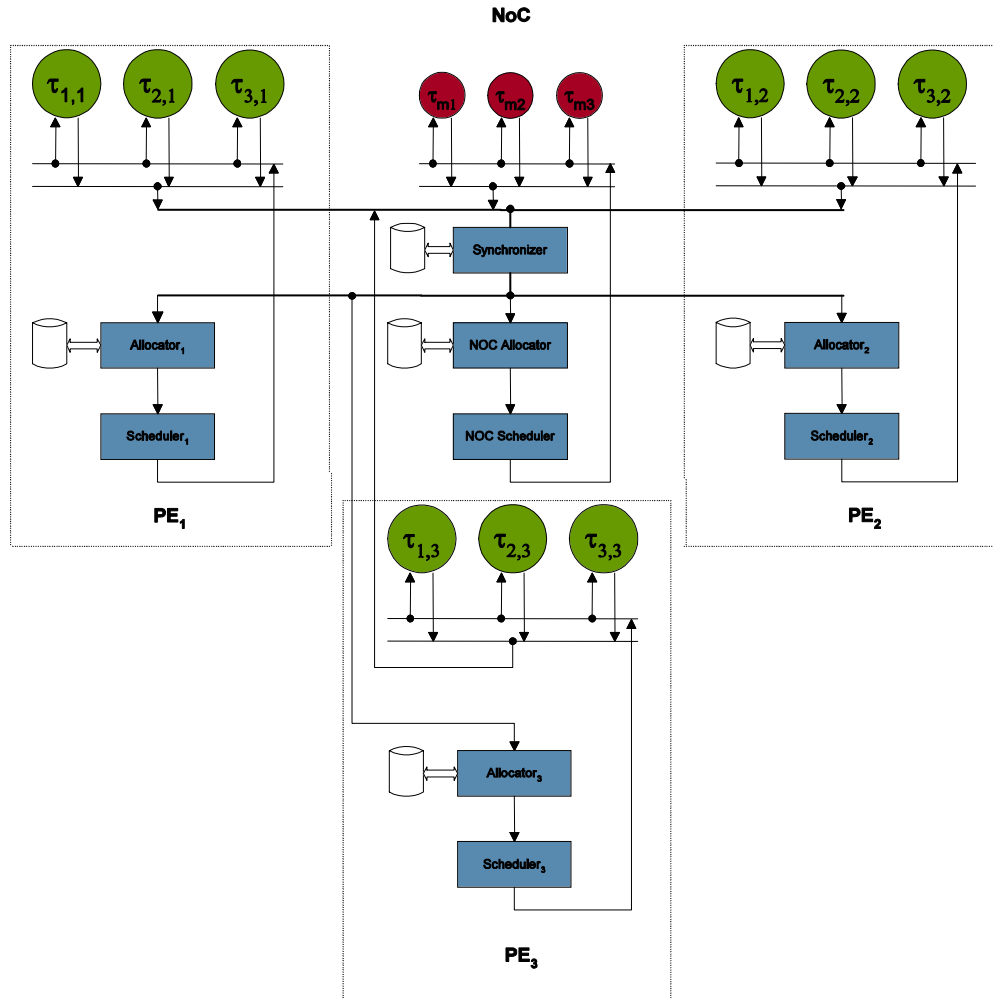 NoC
τ1,1 τ2,1 τ3,1 τm1 τm2 τm3 τ1,2 τ2,2 τ3,2
Synchronizer
Allocator1 NOC Allocator Allocator2
Scheduler1 NOC Scheduler Scheduler2
PE1 PE2
τ1,3 τ2,3 τ3,3
Allocator3
Scheduler3
PE3